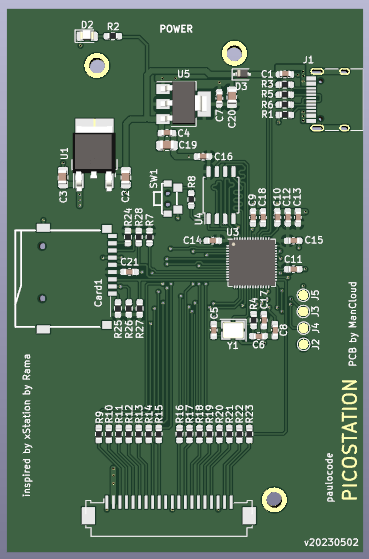 D2
R2
POWER
J1
U5
D3
C1
R3
R5
R6
R1
C7
C20
C4
C19
U1
C16
C3
C2
SW1
R8
U4
C9
C18
C10
C12
C13
R24
R28
R7
C14
U3
C15
C21
C11
Card1
J5
J3
J4
J2
R25
R26
R27
C5
R4
C17
Y1
C6
C8
PCB by ManCloud
inspired by xStation by Rama
R9
R10
R11
R12
R13
R14
R15
R16
R17
R18
R19
R20
R21
R22
R23
paulocode
PICOSTATION
v20230502